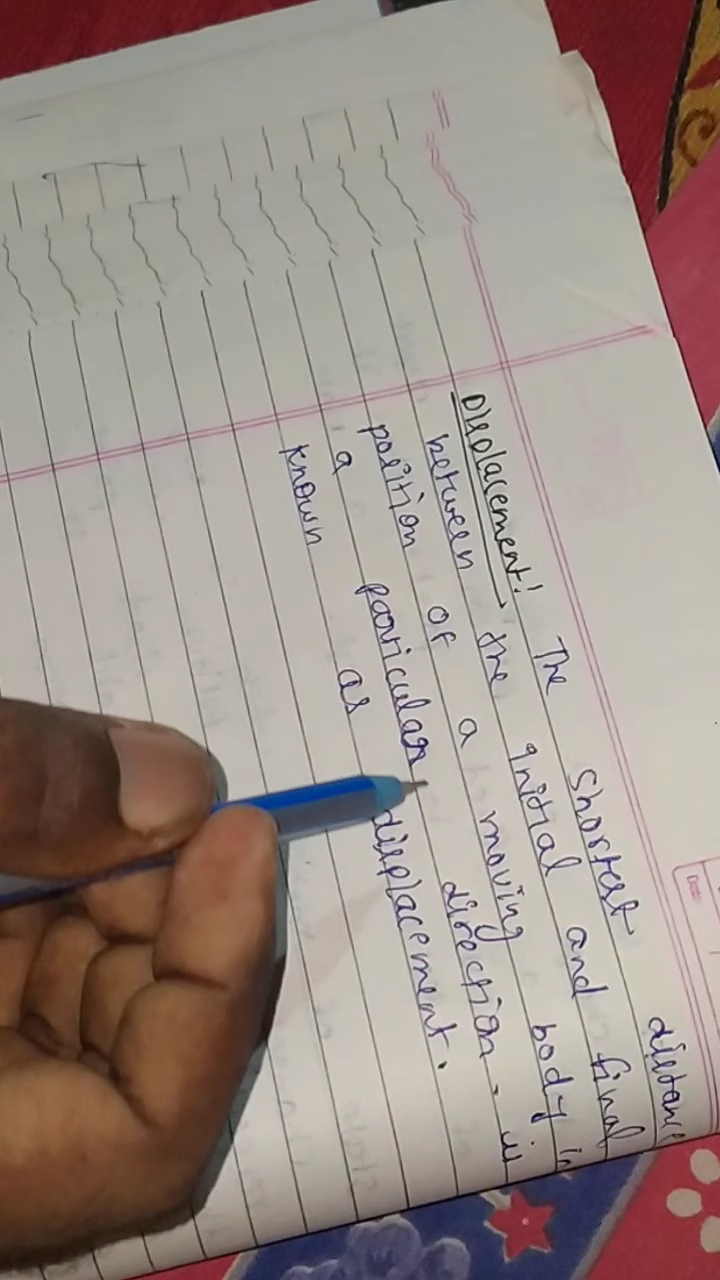 Displacement: The shortest distance
between the initial and final
position of a moving body in
a particular direction, is
known as displacement.